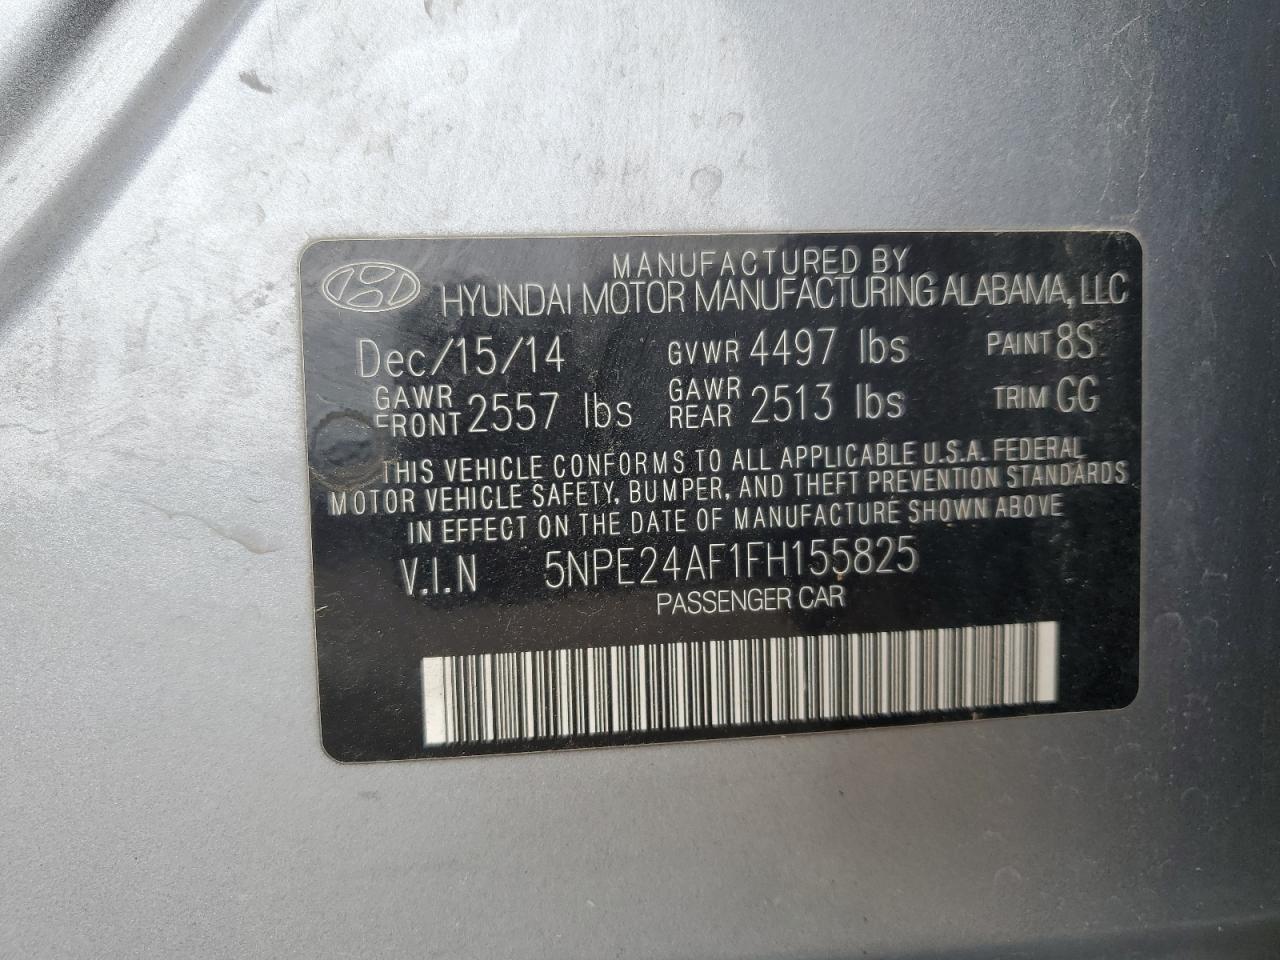 MANUFACTURED BY
HYUNDAI MOTOR MANUFACTURING ALABAMA, LLC
Dec/15/14 GVWR 4497 lbs PAINT 8S
GAWR FRONT 2557 lbs GAWR REAR 2513 lbs TRIM GG
THIS VEHICLE CONFORMS TO ALL APPLICABLE U.S.A. FEDERAL
MOTOR VEHICLE SAFETY, BUMPER, AND THEFT PREVENTION STANDARDS
IN EFFECT ON THE DATE OF MANUFACTURE SHOWN ABOVE
V.I.N 5NPE24AF1FH155825
PASSENGER CAR